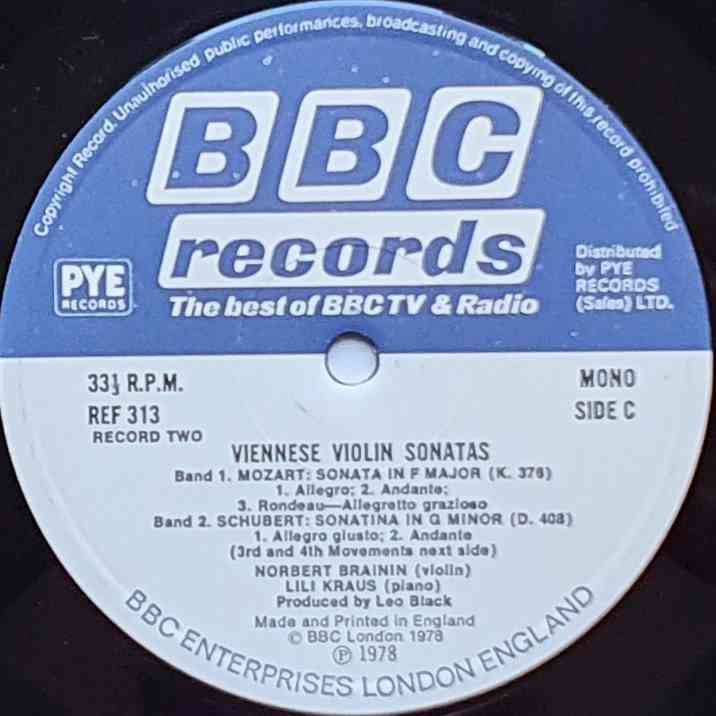 Copyright Record. Unauthorised public performances, broadcasting and copying of this record prohibited
BBC
records
The best of BBC TV & Radio
PYE
RECORDS
Distributed
by PYE
RECORDS
(Sales) LTD.
33⅓ R.P.M.
REF 313
RECORD TWO
MONO
SIDE C
VIENNESE VIOLIN SONATAS
Band 1. MOZART: SONATA IN F MAJOR (K. 376)
1. Allegro; 2. Andante;
3. Rondeau—Allegretto grazioso
Band 2. SCHUBERT: SONATINA IN G MINOR (D. 408)
1. Allegro giusto; 2. Andante
(3rd and 4th Movements next side)
NORBERT BRAININ (violin)
LILI KRAUS (piano)
Produced by Leo Black
Made and Printed in England
© BBC London 1978
℗ 1978
BBC ENTERPRISES LONDON ENGLAND